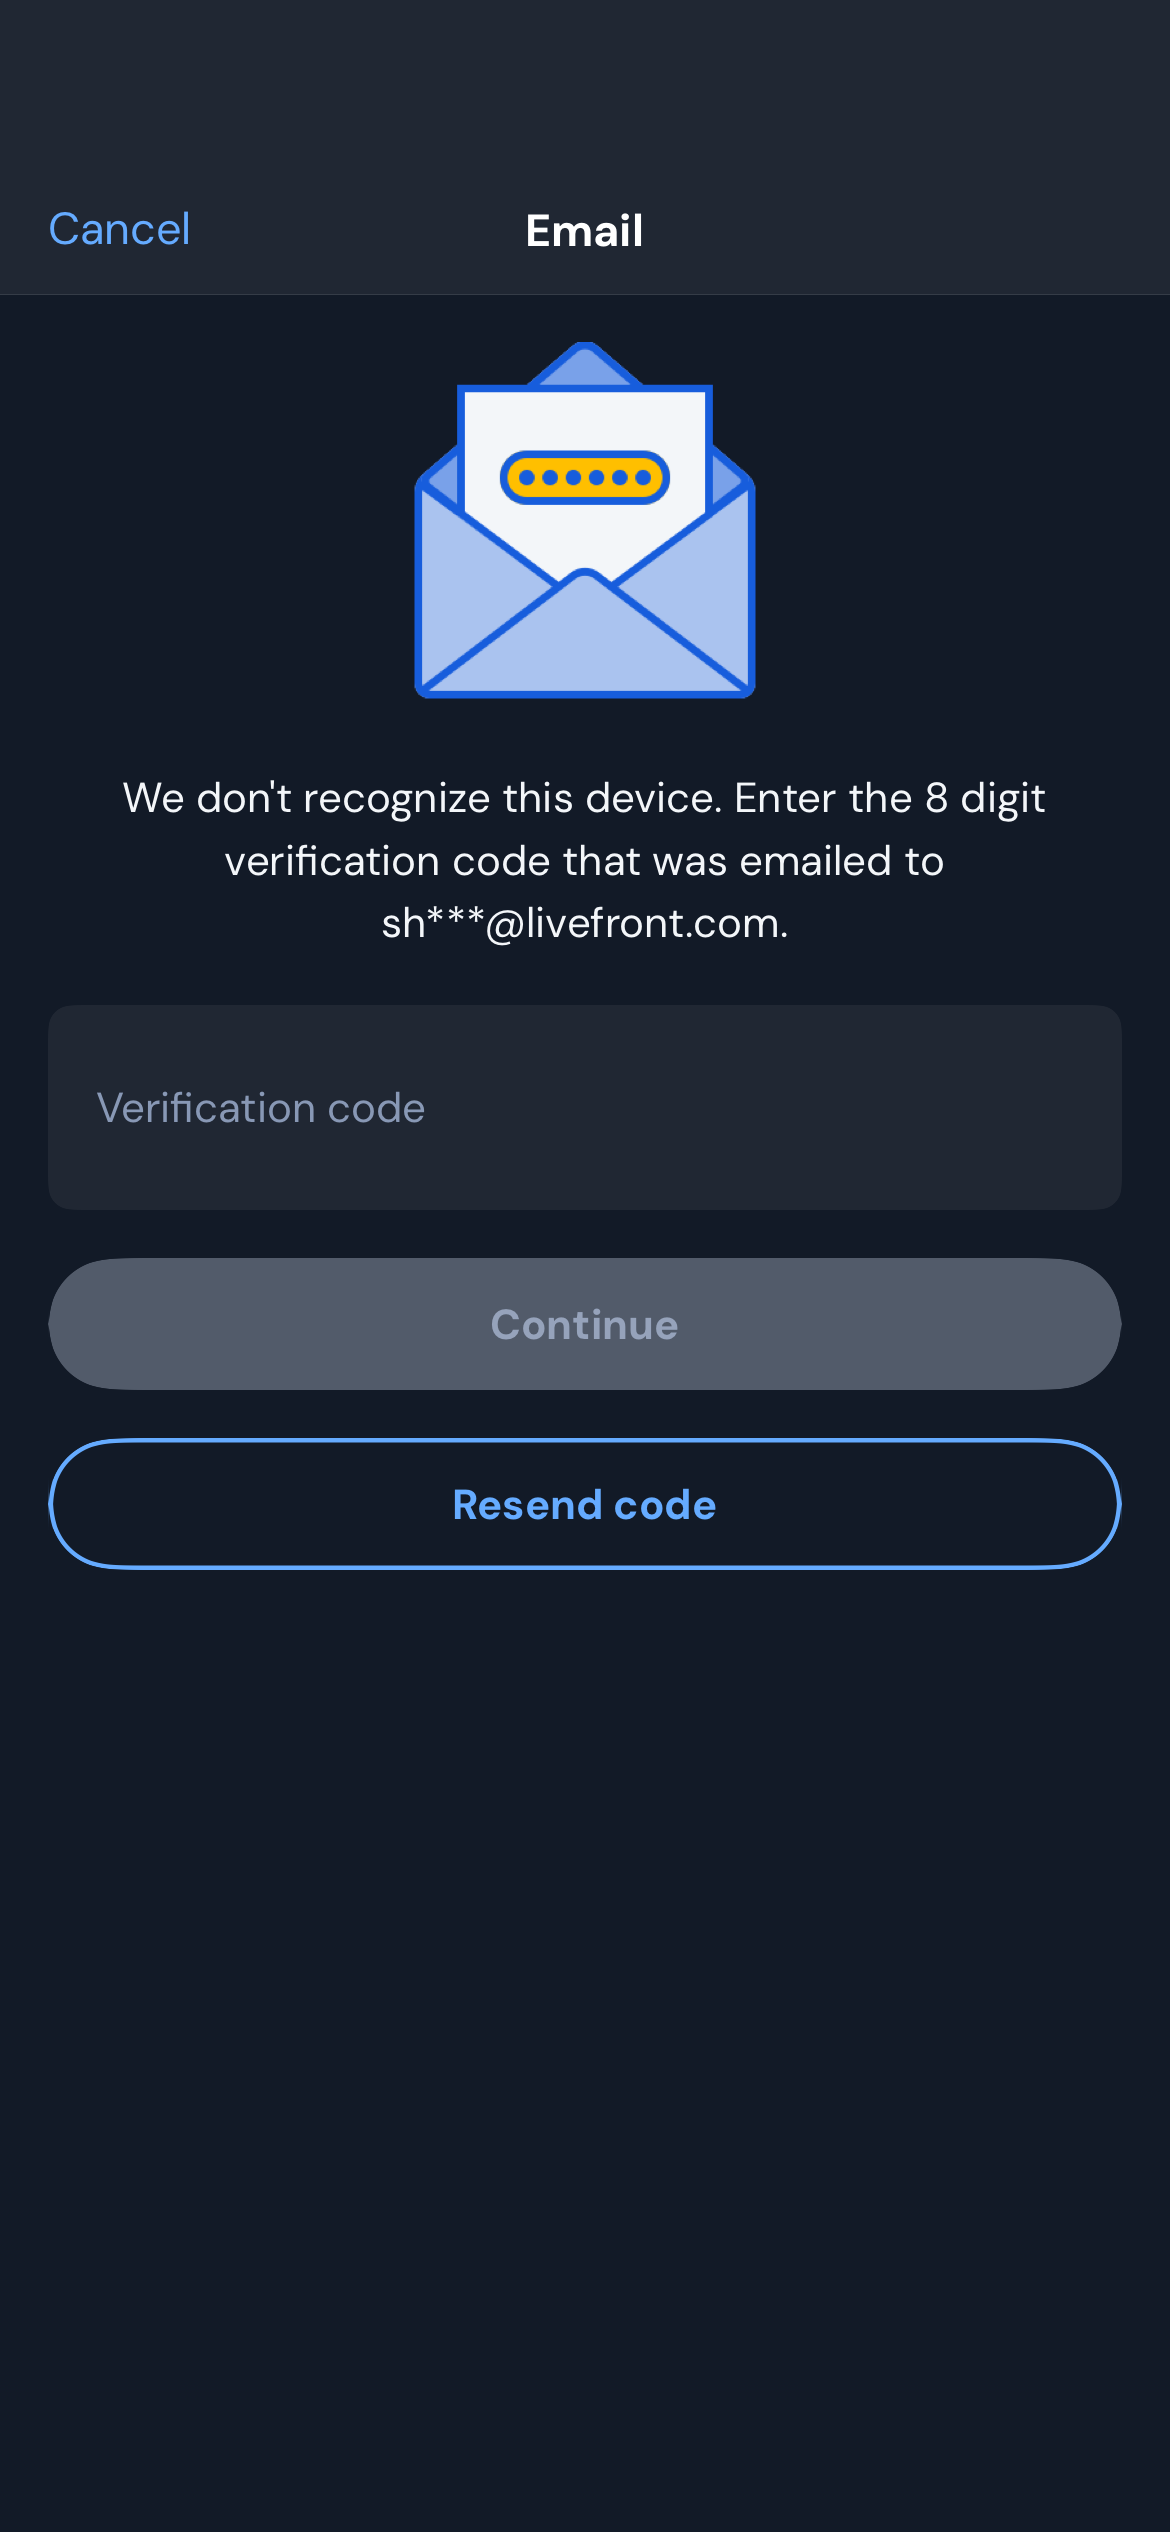 Cancel
Email
We don't recognize this device. Enter the 8 digit
verification code that was emailed to
sh***@livefront.com.
Verification code
Continue
Resend code